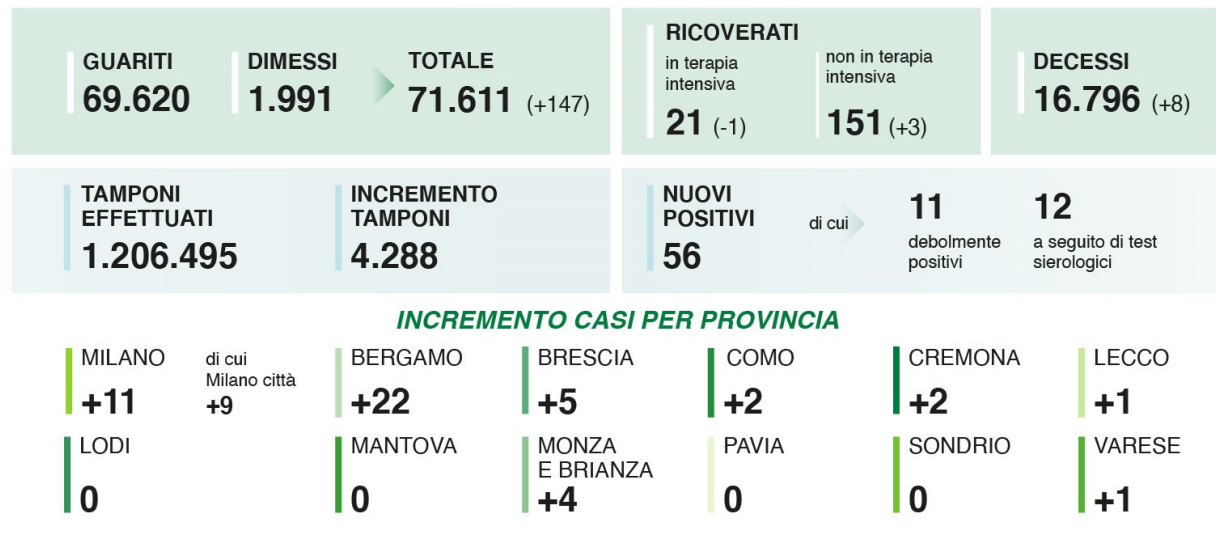 GUARITI
69.620
DIMESSI
1.991
TOTALE
71.611 (+147)
RICOVERATI
in terapia
intensiva
21 (-1)
non in terapia
intensiva
151 (+3)
DECESSI
16.796 (+8)
TAMPONI
EFFETTUATI
1.206.495
INCREMENTO
TAMPONI
4.288
NUOVI
POSITIVI
56
di cui
11
debolmente
positivi
12
a seguito di test
sierologici
INCREMENTO CASI PER PROVINCIA
MILANO
+11
di cui
Milano città
+9
BERGAMO
+22
BRESCIA
+5
COMO
+2
CREMONA
+2
LECCO
+1
LODI
0
MANTOVA
0
MONZA
E BRIANZA
+4
PAVIA
0
SONDRIO
0
VARESE
+1